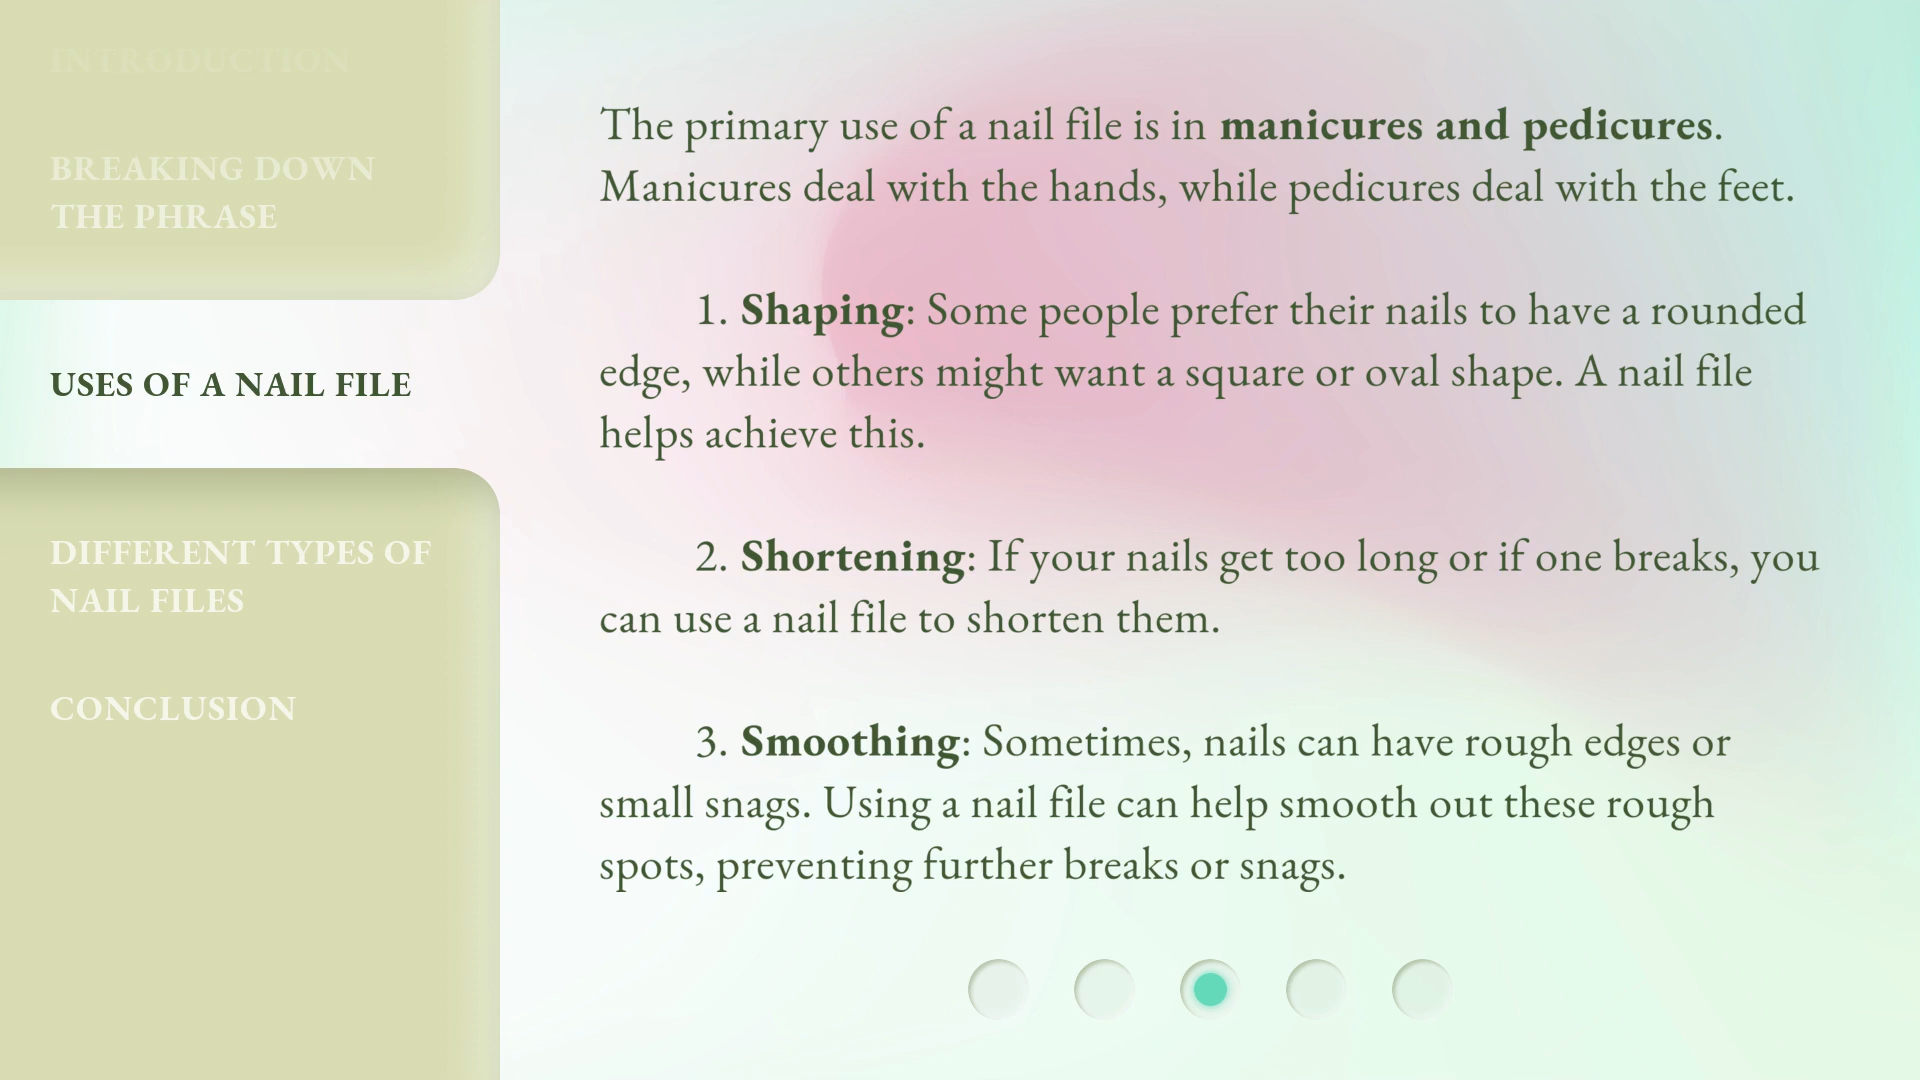 INTRODUCTION
BREAKING DOWN
THE PHRASE
USES OF A NAIL FILE
DIFFERENT TYPES OF
NAIL FILES
CONCLUSION
The primary use of a nail file is in manicures and pedicures.
Manicures deal with the hands, while pedicures deal with the feet.
1. Shaping: Some people prefer their nails to have a rounded
edge, while others might want a square or oval shape. A nail file
helps achieve this.
2. Shortening: If your nails get too long or if one breaks, you
can use a nail file to shorten them.
3. Smoothing: Sometimes, nails can have rough edges or
small snags. Using a nail file can help smooth out these rough
spots, preventing further breaks or snags.